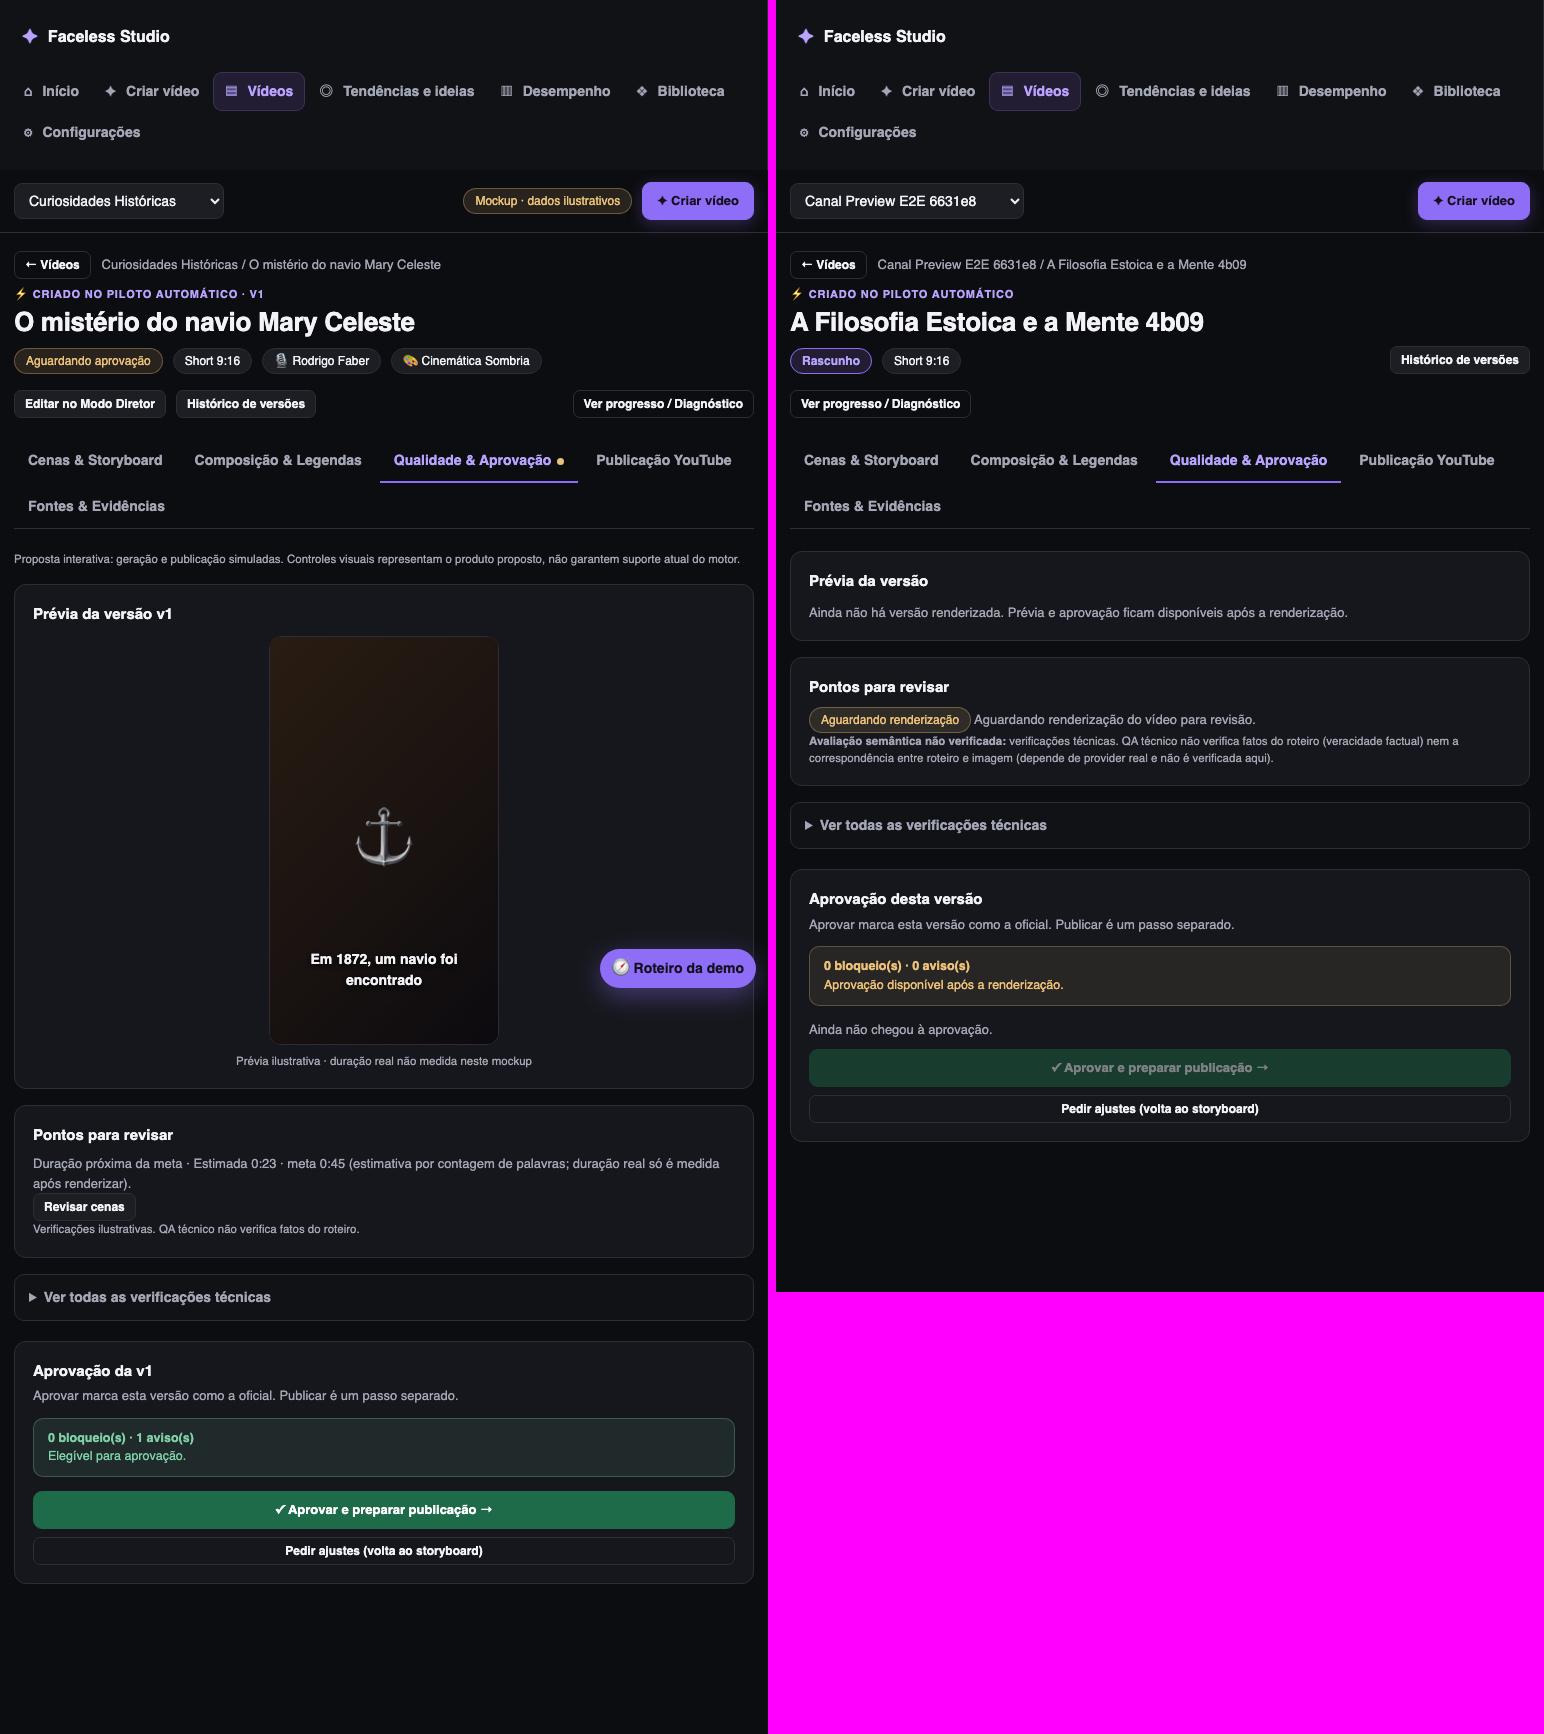 Faceless Studio
Início
Criar vídeo
Vídeos
Tendências e ideias
Desempenho
Biblioteca
Configurações
Curiosidades Históricas
Mockup · dados ilustrativos
✦ Criar vídeo
← Vídeos
Curiosidades Históricas / O mistério do navio Mary Celeste
⚡ CRIADO NO PILOTO AUTOMÁTICO · V1
O mistério do navio Mary Celeste
Aguardando aprovação
Short 9:16
🎙️ Rodrigo Faber
🎨 Cinemática Sombria
Editar no Modo Diretor
Histórico de versões
Ver progresso / Diagnóstico
Cenas & Storyboard
Composição & Legendas
Qualidade & Aprovação
Publicação YouTube
Fontes & Evidências
Proposta interativa: geração e publicação simuladas. Controles visuais representam o produto proposto, não garantem suporte atual do motor.
Prévia da versão v1
Em 1872, um navio foi
encontrado
🧭 Roteiro da demo
Prévia ilustrativa · duração real não medida neste mockup
Pontos para revisar
Duração próxima da meta · Estimada 0:23 · meta 0:45 (estimativa por contagem de palavras; duração real só é medida
após renderizar).
Revisar cenas
Verificações ilustrativas. QA técnico não verifica fatos do roteiro.
▶ Ver todas as verificações técnicas
Aprovação da v1
Aprovar marca esta versão como a oficial. Publicar é um passo separado.
0 bloqueio(s) · 1 aviso(s)
Elegível para aprovação.
✓ Aprovar e preparar publicação →
Pedir ajustes (volta ao storyboard)
Faceless Studio
Início
Criar vídeo
Vídeos
Tendências e ideias
Desempenho
Biblioteca
Configurações
Canal Preview E2E 6631e8
✦ Criar vídeo
← Vídeos
Canal Preview E2E 6631e8 / A Filosofia Estoica e a Mente 4b09
⚡ CRIADO NO PILOTO AUTOMÁTICO
A Filosofia Estoica e a Mente 4b09
Rascunho
Short 9:16
Histórico de versões
Ver progresso / Diagnóstico
Cenas & Storyboard
Composição & Legendas
Qualidade & Aprovação
Publicação YouTube
Fontes & Evidências
Prévia da versão
Ainda não há versão renderizada. Prévia e aprovação ficam disponíveis após a renderização.
Pontos para revisar
Aguardando renderização Aguardando renderização do vídeo para revisão.
Avaliação semântica não verificada: verificações técnicas. QA técnico não verifica fatos do roteiro (veracidade factual) nem a
correspondência entre roteiro e imagem (depende de provider real e não é verificada aqui).
▶ Ver todas as verificações técnicas
Aprovação desta versão
Aprovar marca esta versão como a oficial. Publicar é um passo separado.
0 bloqueio(s) · 0 aviso(s)
Aprovação disponível após a renderização.
Ainda não chegou à aprovação.
✓ Aprovar e preparar publicação →
Pedir ajustes (volta ao storyboard)